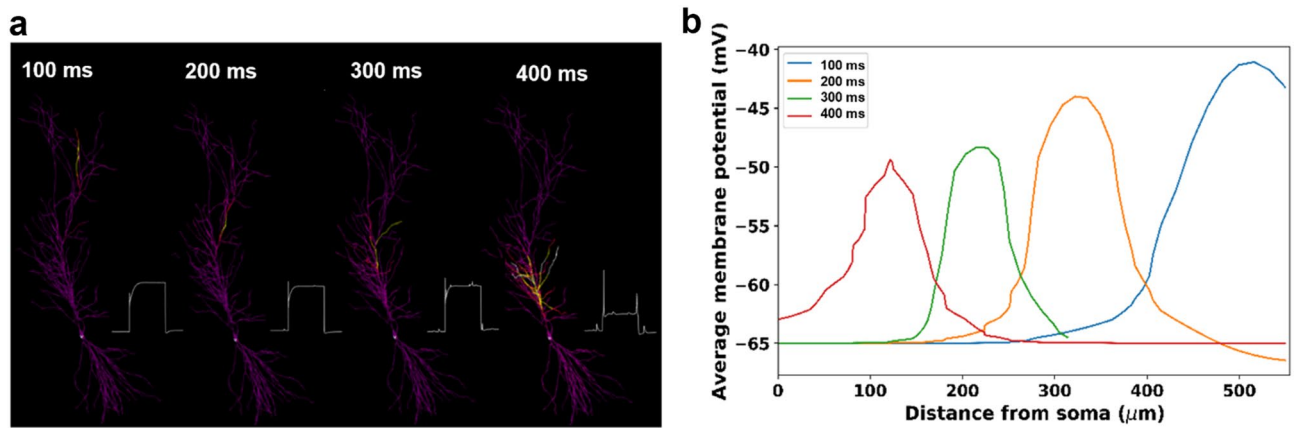 a
100 ms
200 ms
300 ms
400 ms
b
Average membrane potential (mV)
−40
−45
−50
−55
−60
−65
100 ms
200 ms
300 ms
400 ms
0
100
200
300
400
500
Distance from soma (μm)